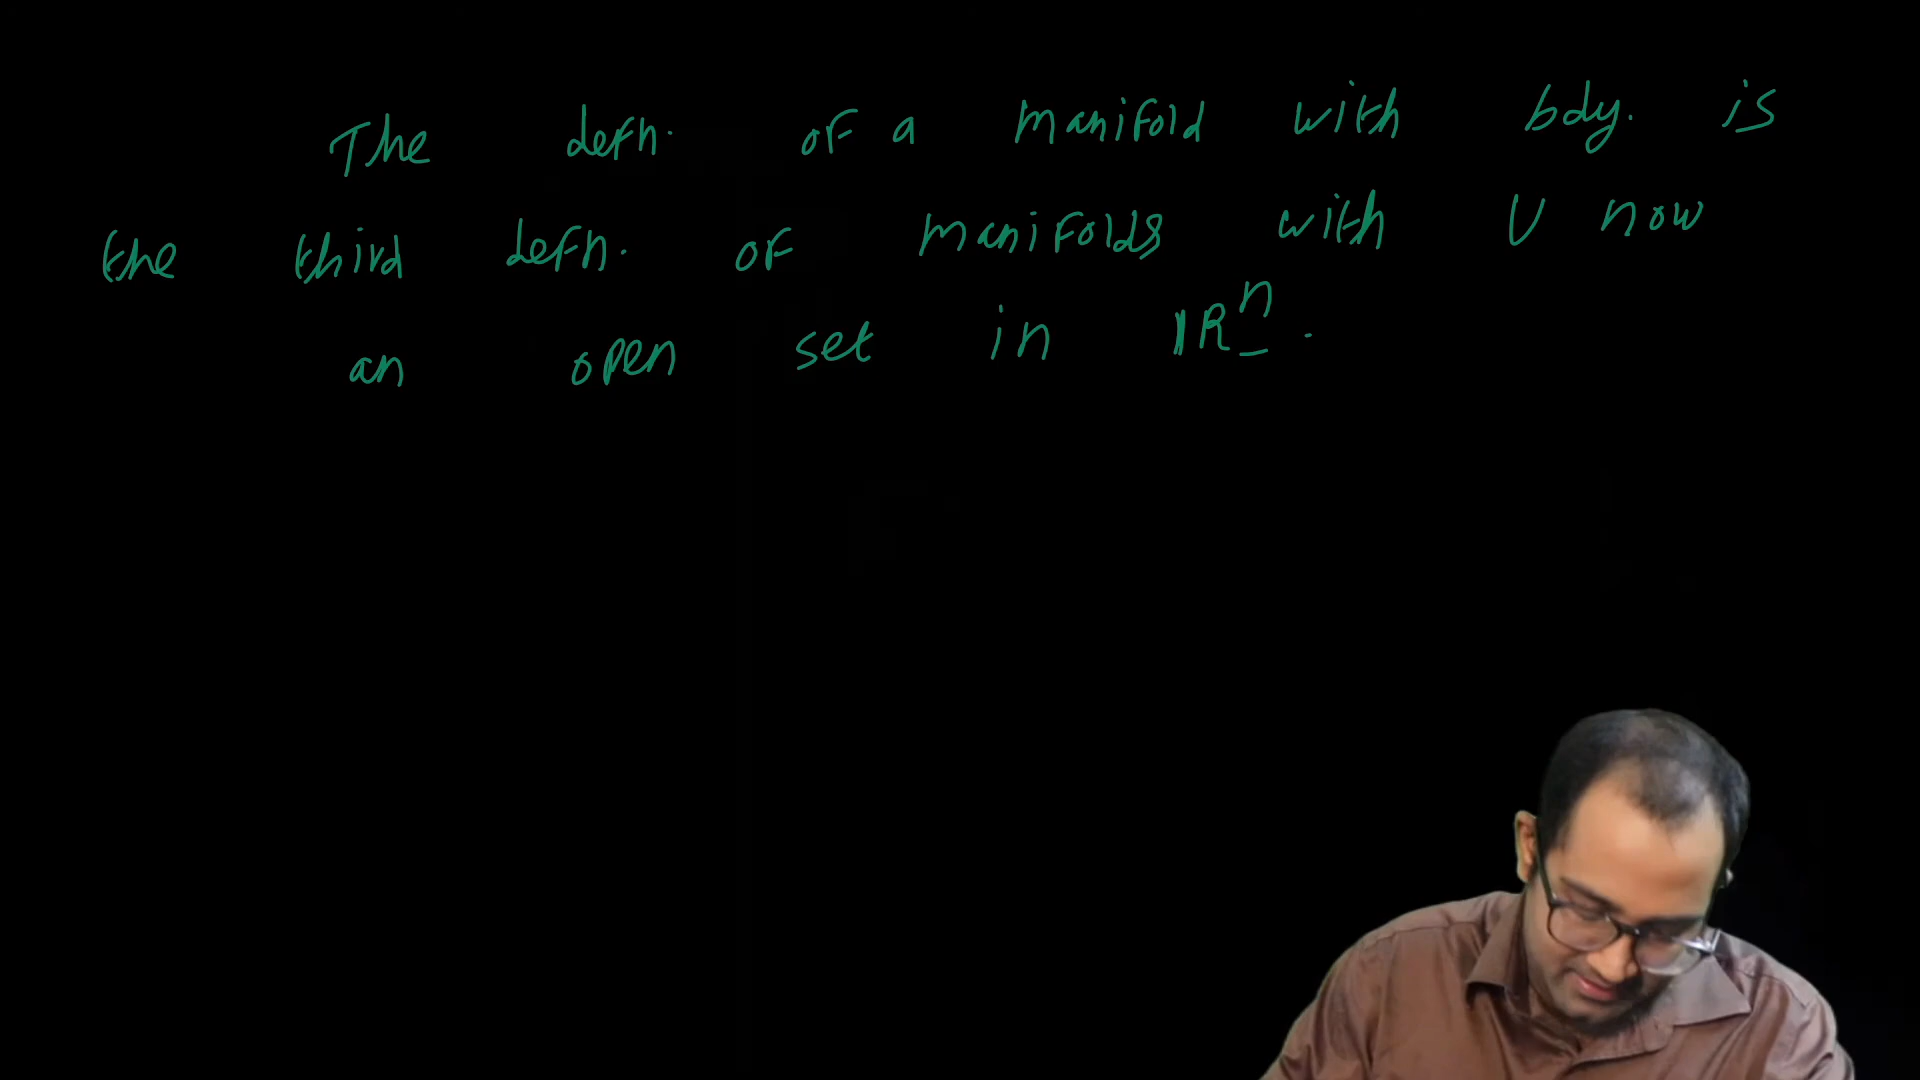 The defn. of a manifold with bdy. is
the third defn. of manifolds with U now
an open set in ℝⁿ₋.